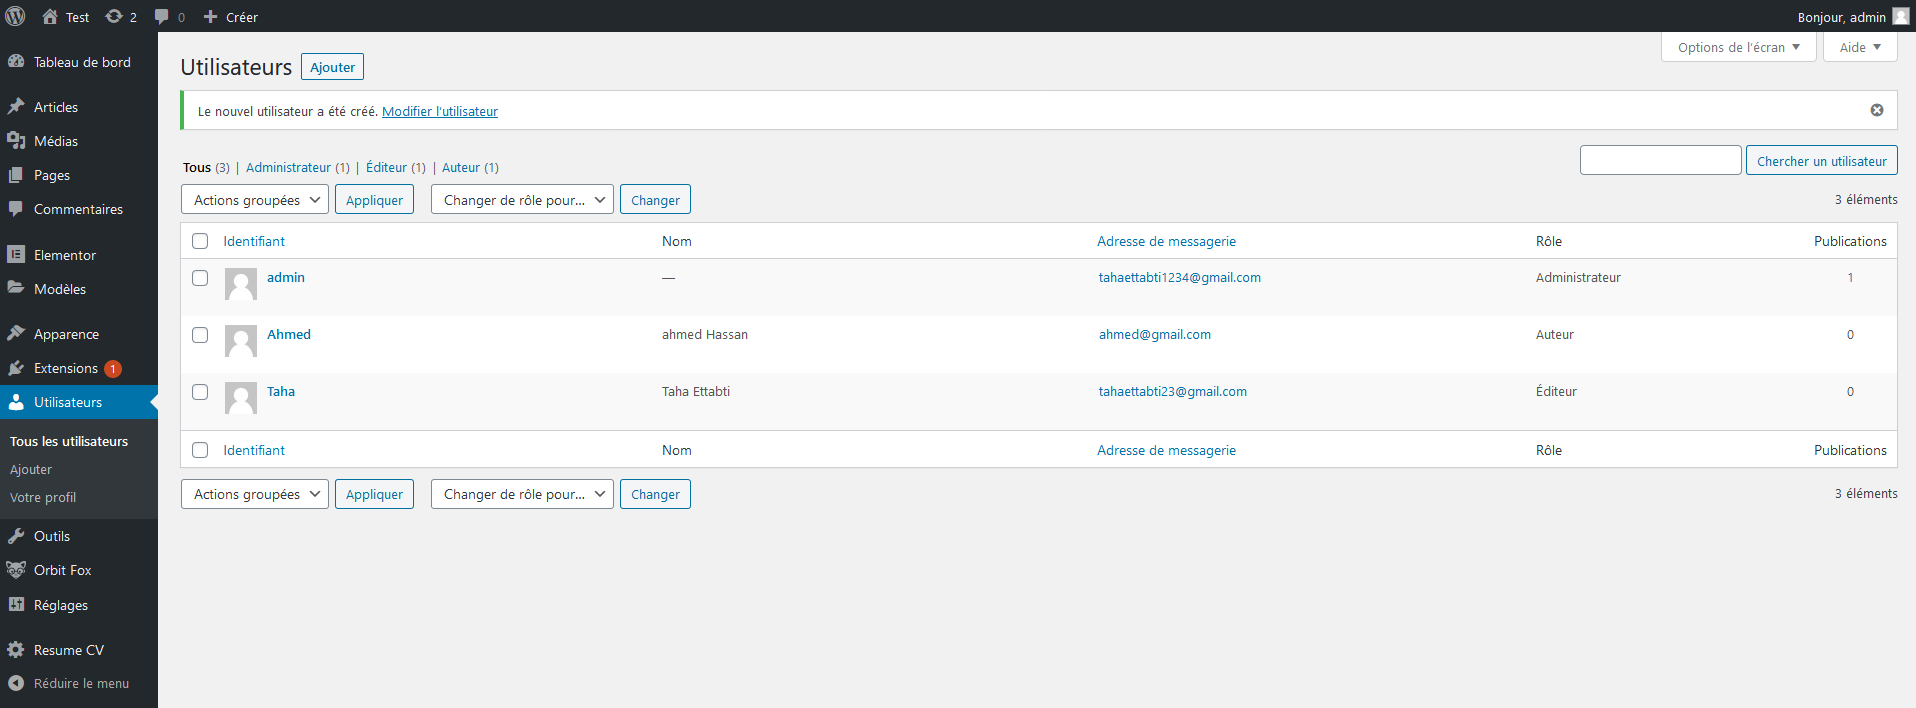 Test 2 0 Créer Bonjour, admin
Options de l'écran Aide
Tableau de bord
Articles
Médias
Pages
Commentaires
Elementor
Modèles
Apparence
Extensions 1
Utilisateurs
Tous les utilisateurs
Ajouter
Votre profil
Outils
Orbit Fox
Réglages
Resume CV
Réduire le menu
Utilisateurs Ajouter
Le nouvel utilisateur a été créé. Modifier l'utilisateur
Tous (3) | Administrateur (1) | Éditeur (1) | Auteur (1)
Chercher un utilisateur
Actions groupées Appliquer Changer de rôle pour... Changer 3 éléments
Identifiant Nom Adresse de messagerie Rôle Publications
admin — tahaettabti1234@gmail.com Administrateur 1
Ahmed ahmed Hassan ahmed@gmail.com Auteur 0
Taha Taha Ettabti tahaettabti23@gmail.com Éditeur 0
Identifiant Nom Adresse de messagerie Rôle Publications
Actions groupées Appliquer Changer de rôle pour... Changer 3 éléments